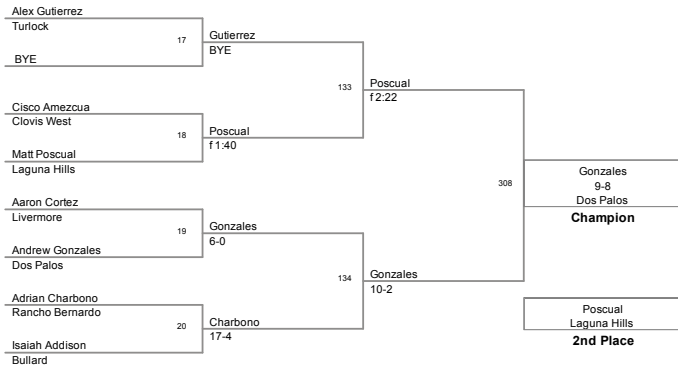 Alex Gutierrez
Turlock
17
BYE
Gutierrez
BYE
133
Cisco Amezcua
Clovis West
18
Matt Poscual
Laguna Hills
Poscual
f 1:40
Poscual
f 2:22
308
Aaron Cortez
Livermore
19
Andrew Gonzales
Dos Palos
Gonzales
6-0
134
Adrian Charbono
Rancho Bernardo
20
Isaiah Addison
Bullard
Charbono
17-4
Gonzales
10-2
Gonzales
9-8
Dos Palos
Champion
Poscual
Laguna Hills
2nd Place